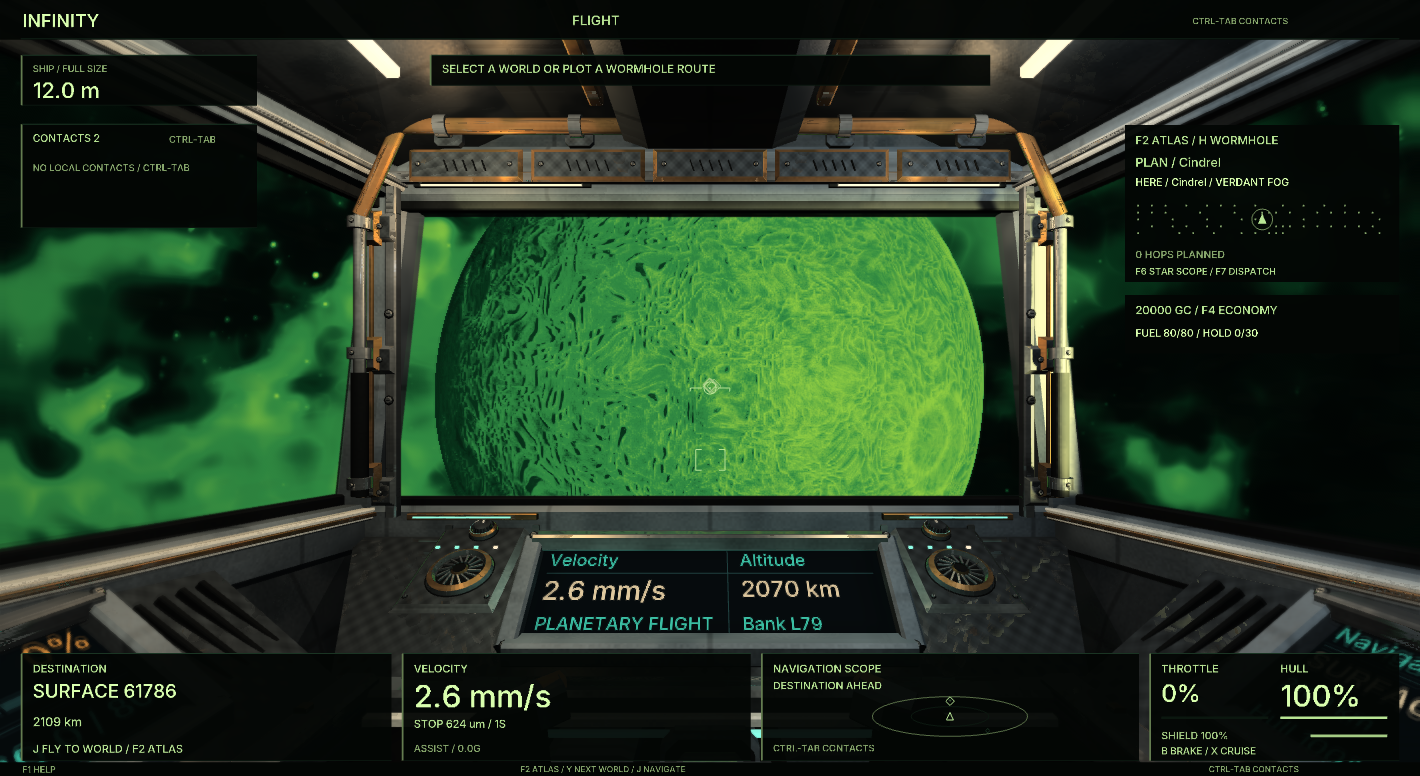 INFINITY
FLIGHT
CTRL-TAB CONTACTS
SHIP / FULL SIZE
12.0 m
SELECT A WORLD OR PLOT A WORMHOLE ROUTE
CONTACTS 2
CTRL-TAB
NO LOCAL CONTACTS / CTRL-TAB
F2 ATLAS / H WORMHOLE
PLAN / Cindrel
HERE / Cindrel / VERDANT FOG
0 HOPS PLANNED
F6 STAR SCOPE / F7 DISPATCH
20000 GC / F4 ECONOMY
FUEL 80/80 / HOLD 0/30
Velocity
Altitude
2.6 mm/s
2070 km
PLANETARY FLIGHT
Bank L79
DESTINATION
SURFACE 61786
2109 km
J FLY TO WORLD / F2 ATLAS
VELOCITY
2.6 mm/s
STOP 624 um / 1S
ASSIST / 0.0G
NAVIGATION SCOPE
DESTINATION AHEAD
CTRL-TAB CONTACTS
THROTTLE
HULL
0%
100%
SHIELD 100%
B BRAKE / X CRUISE
F1 HELP
F2 ATLAS / Y NEXT WORLD / J NAVIGATE
CTRL-TAB CONTACTS